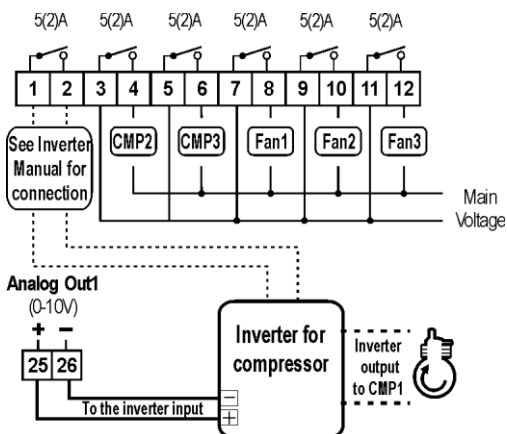 5(2)A 5(2)A 5(2)A 5(2)A 5(2)A 5(2)A
1 2 3 4 5 6 7 8 9 10 11 12
See Inverter
Manual for
connection
CMP2 CMP3 Fan1 Fan2 Fan3
Main
Voltage
Analog Out1
(0-10V)
+ −
25 26
To the inverter input
Inverter for
compressor
−
+
Inverter
output
to CMP1